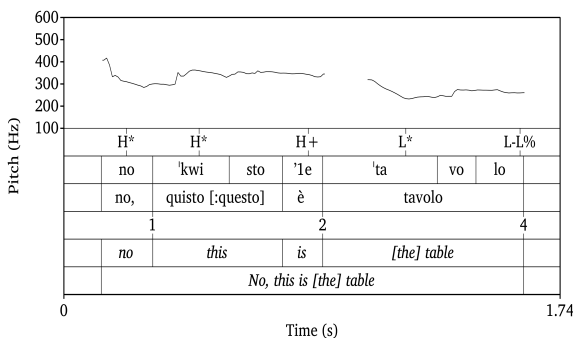 600
500
400
300
200
100
Pitch (Hz)
H* H* H+ L* L-L%
no ˈkwi sto ’1e ˈta vo lo
no, quisto [:questo] è tavolo
1 2 4
no this is [the] table
No, this is [the] table
0 1.74
Time (s)